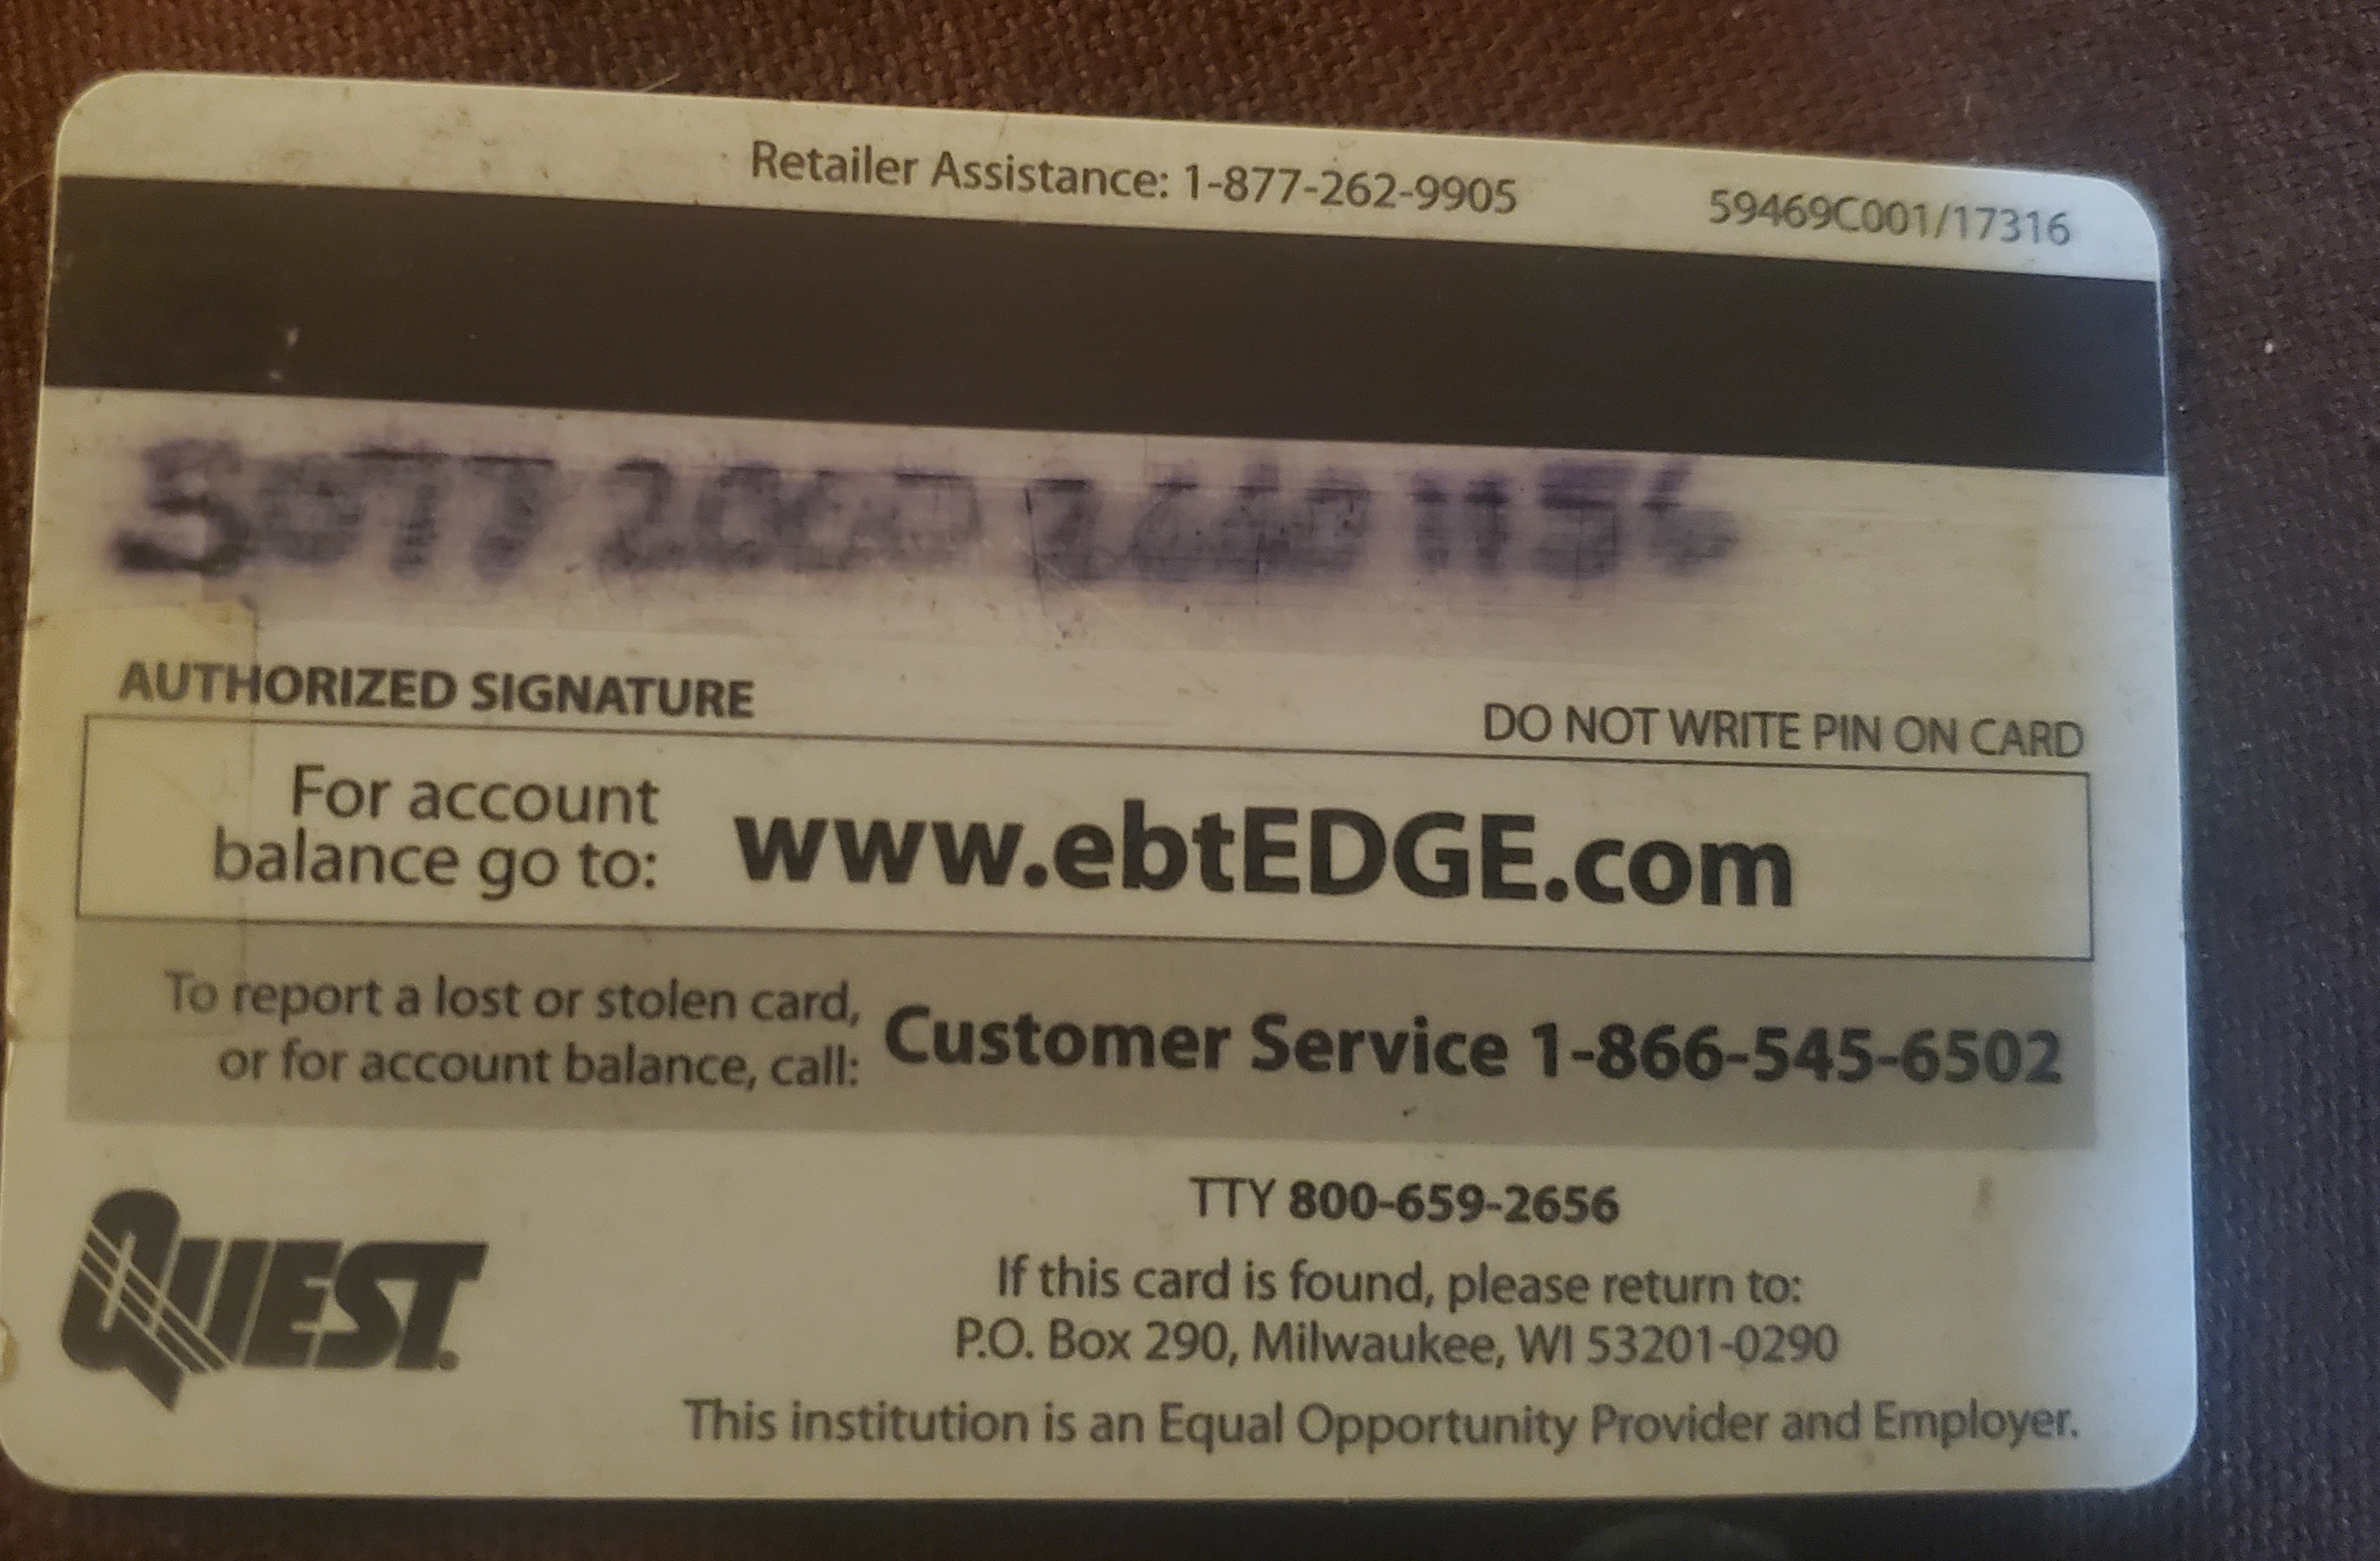 Retailer Assistance: 1-877-262-9905
59469C001/17316
AUTHORIZED SIGNATURE
DO NOT WRITE PIN ON CARD
For account
balance go to:
www.ebtEDGE.com
To report a lost or stolen card,
or for account balance, call:
Customer Service 1-866-545-6502
TTY 800-659-2656
QUEST.
If this card is found, please return to:
P.O. Box 290, Milwaukee, WI 53201-0290
This institution is an Equal Opportunity Provider and Employer.